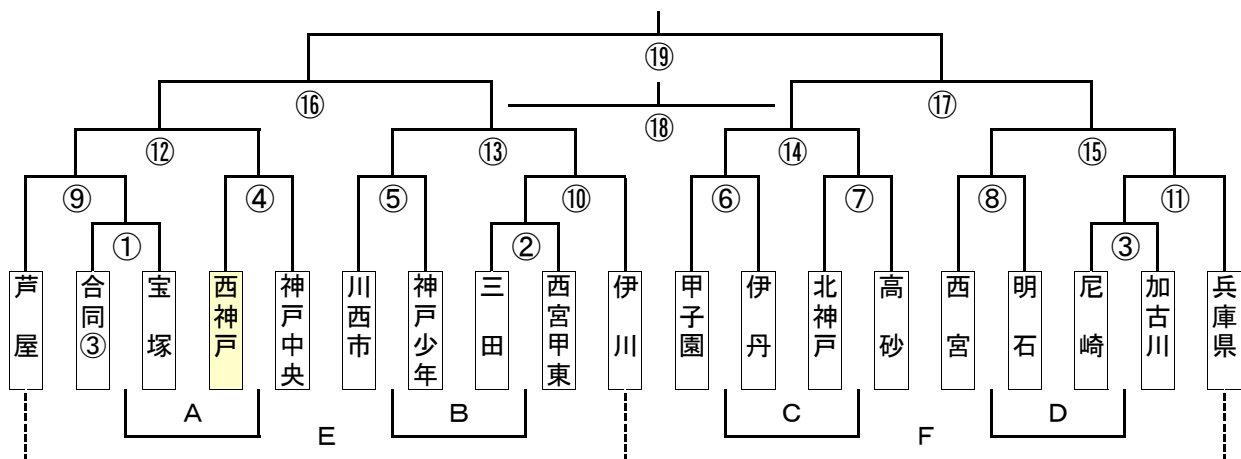 ⑲
⑯
⑱
⑰
⑫
⑬
⑭
⑮
⑨
④
⑤
⑩
⑥
⑦
⑧
⑪
①
②
③
芦屋
合同③
宝塚
西神戸
神戸中央
川西市
神戸少年
三田
西宮甲東
伊川
甲子園
伊丹
北神戸
高砂
西宮
明石
尼崎
加古川
兵庫県
A
B
C
D
E
F